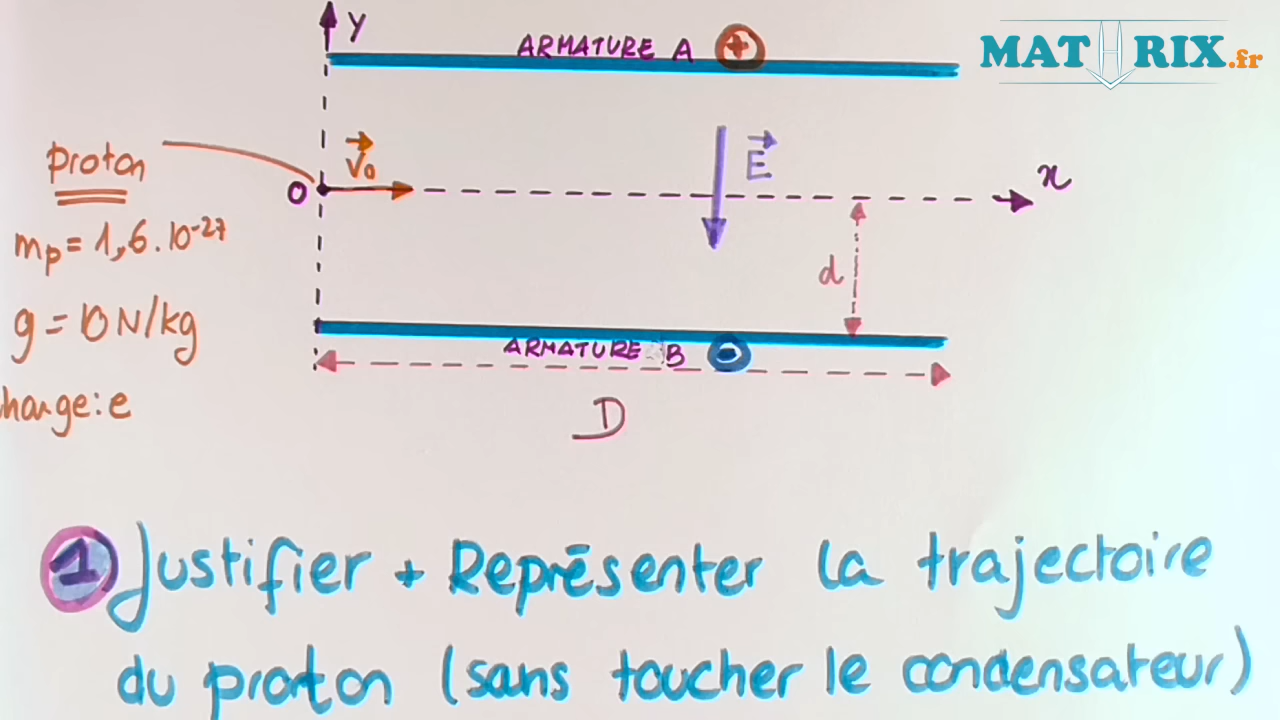 y
ARMATURE A +
MATHRIX.fr
proton
V₀
E
x
O
mp = 1,6.10⁻²⁷
d
g = 10 N/kg
ARMATURE B -
harge: e
D
1 Justifier + Représenter la trajectoire
du proton (sans toucher le condensateur)